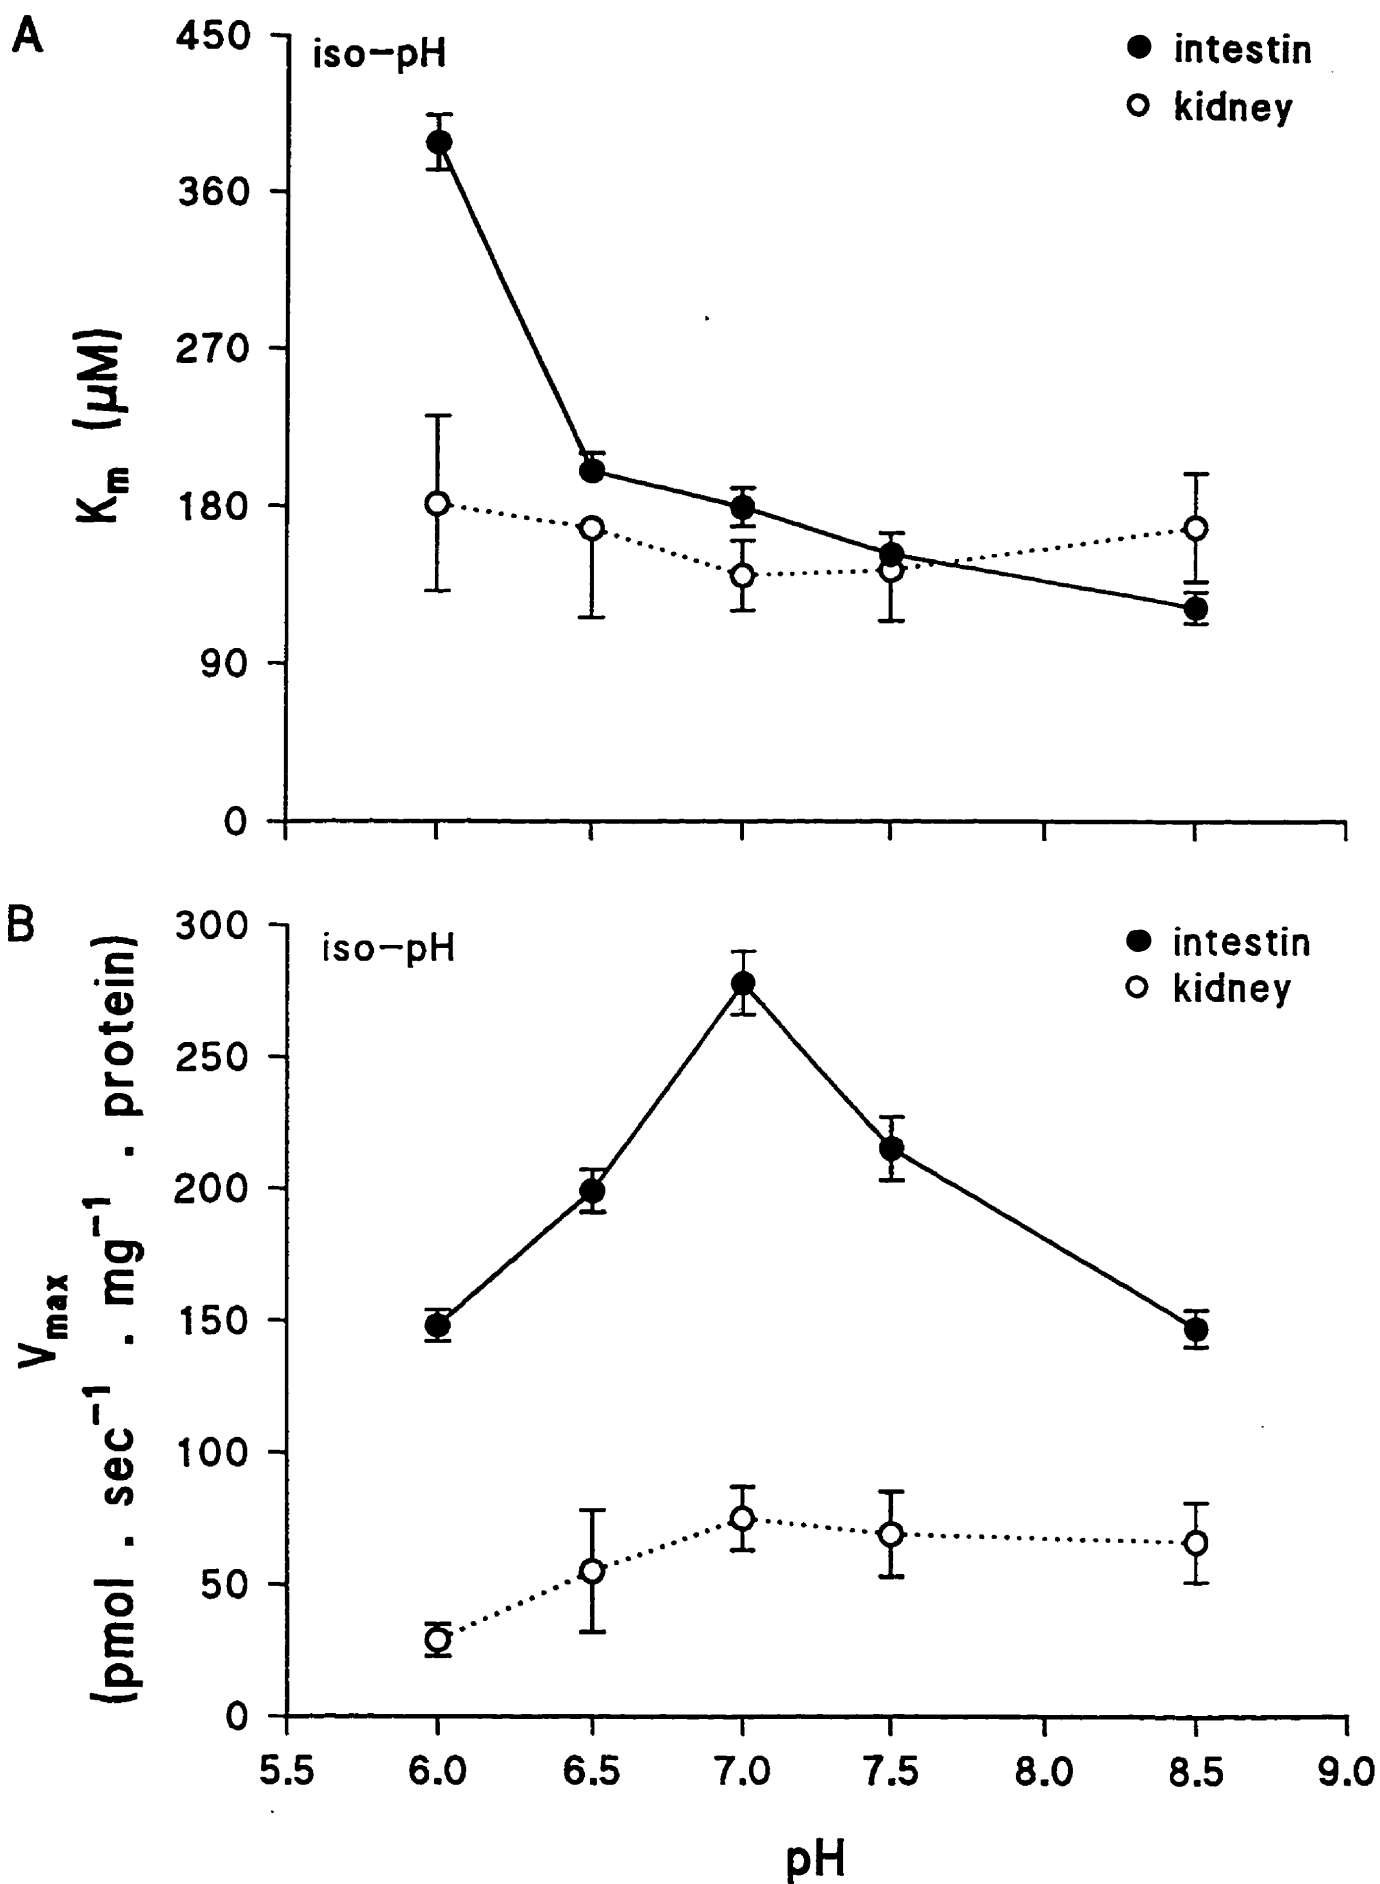 A
iso-pH
● intestin
○ kidney
450
360
270
180
90
0
Km (µM)
B
iso-pH
● intestin
○ kidney
300
250
200
150
100
50
0
Vmax
(pmol . sec⁻¹ . mg⁻¹ . protein)
5.5 6.0 6.5 7.0 7.5 8.0 8.5 9.0
pH